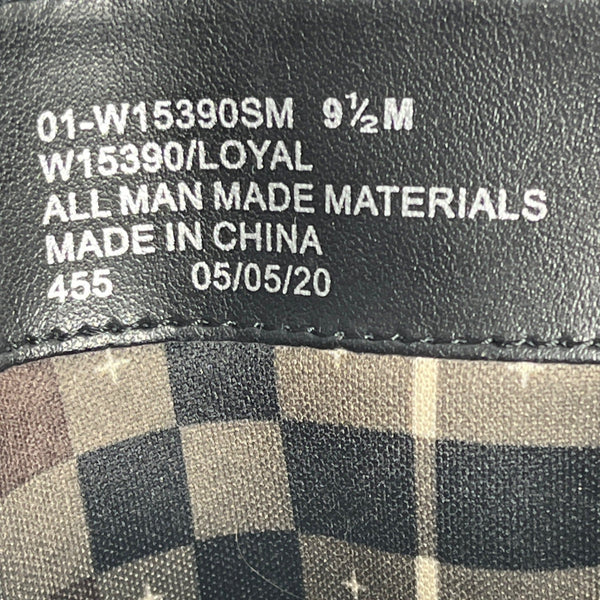 01-W15390SM 9½M
W15390/LOYAL
ALL MAN MADE MATERIALS
MADE IN CHINA
455 05/05/20